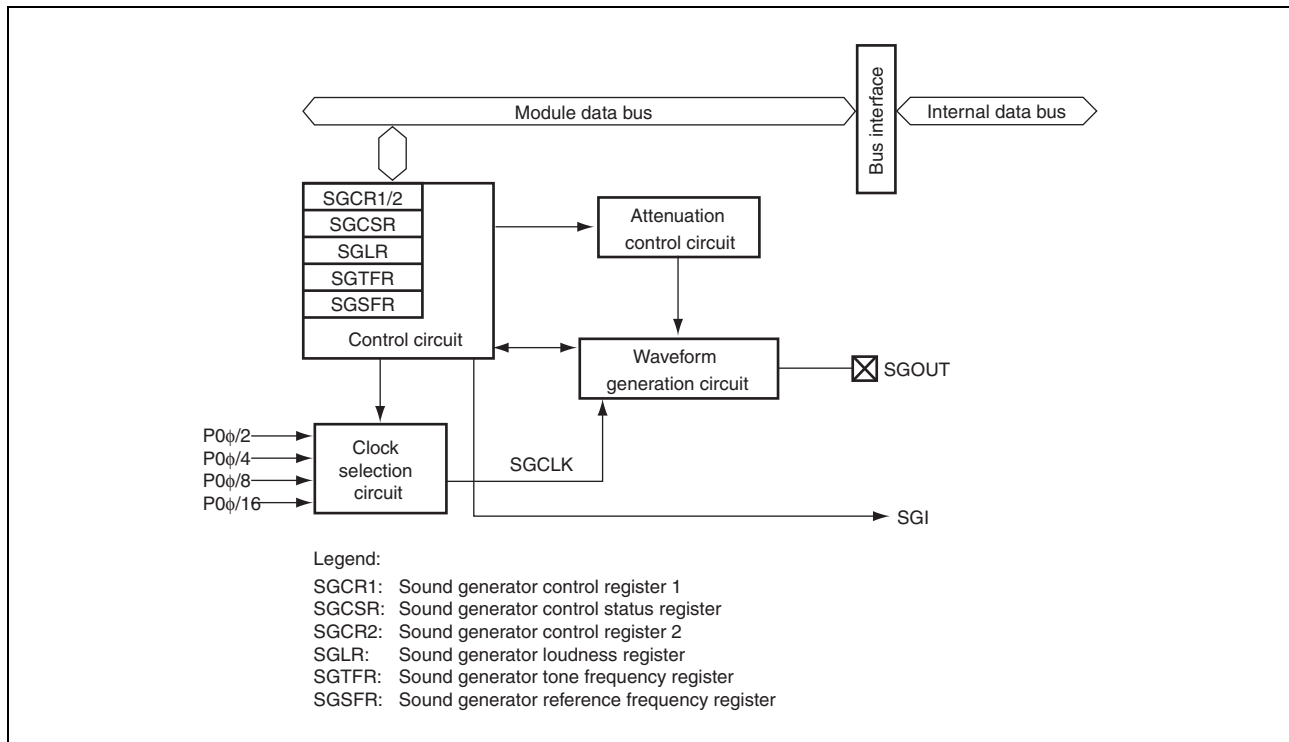 Module data bus
Bus interface
Internal data bus
SGCR1/2
SGCSR
SGLR
SGTFR
SGSFR
Control circuit
Attenuation
control circuit
Waveform
generation circuit
SGOUT
P0ϕ/2
P0ϕ/4
P0ϕ/8
P0ϕ/16
Clock
selection
circuit
SGCLK
SGI
Legend:
SGCR1: Sound generator control register 1
SGCSR: Sound generator control status register
SGCR2: Sound generator control register 2
SGLR: Sound generator loudness register
SGTFR: Sound generator tone frequency register
SGSFR: Sound generator reference frequency register